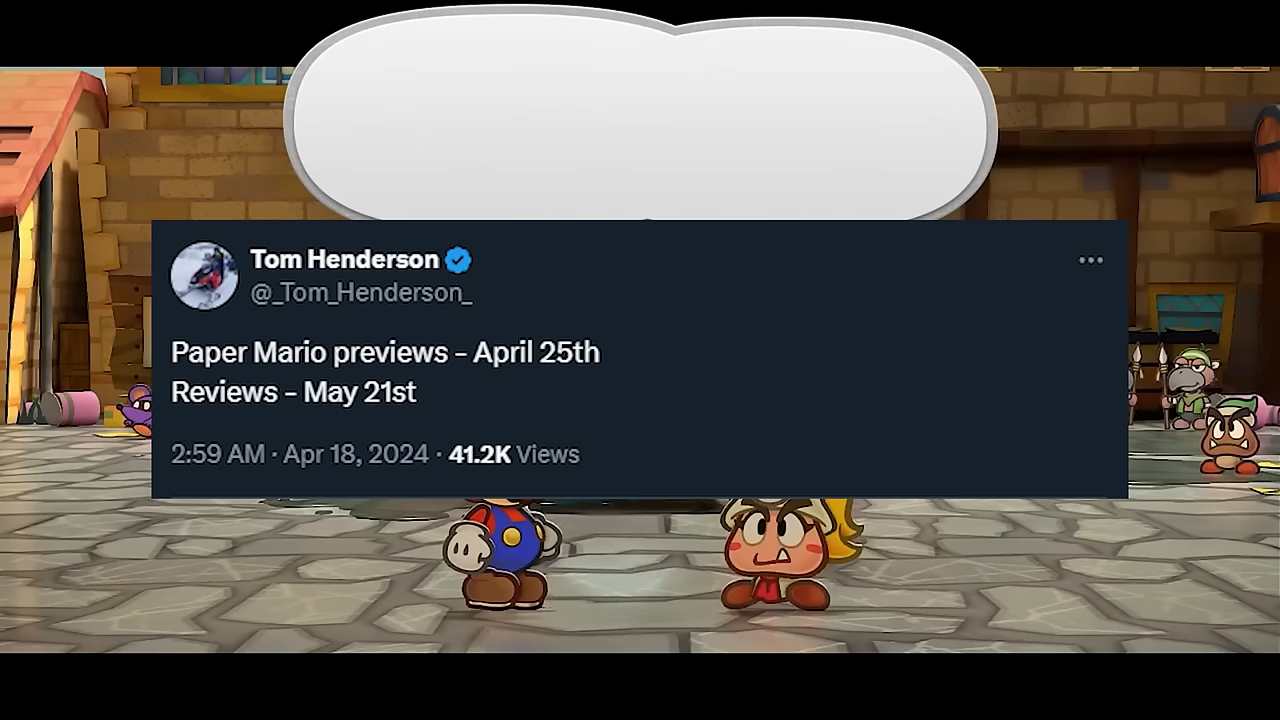 Tom Henderson
@_Tom_Henderson_
Paper Mario previews – April 25th
Reviews – May 21st
2:59 AM · Apr 18, 2024 · 41.2K Views